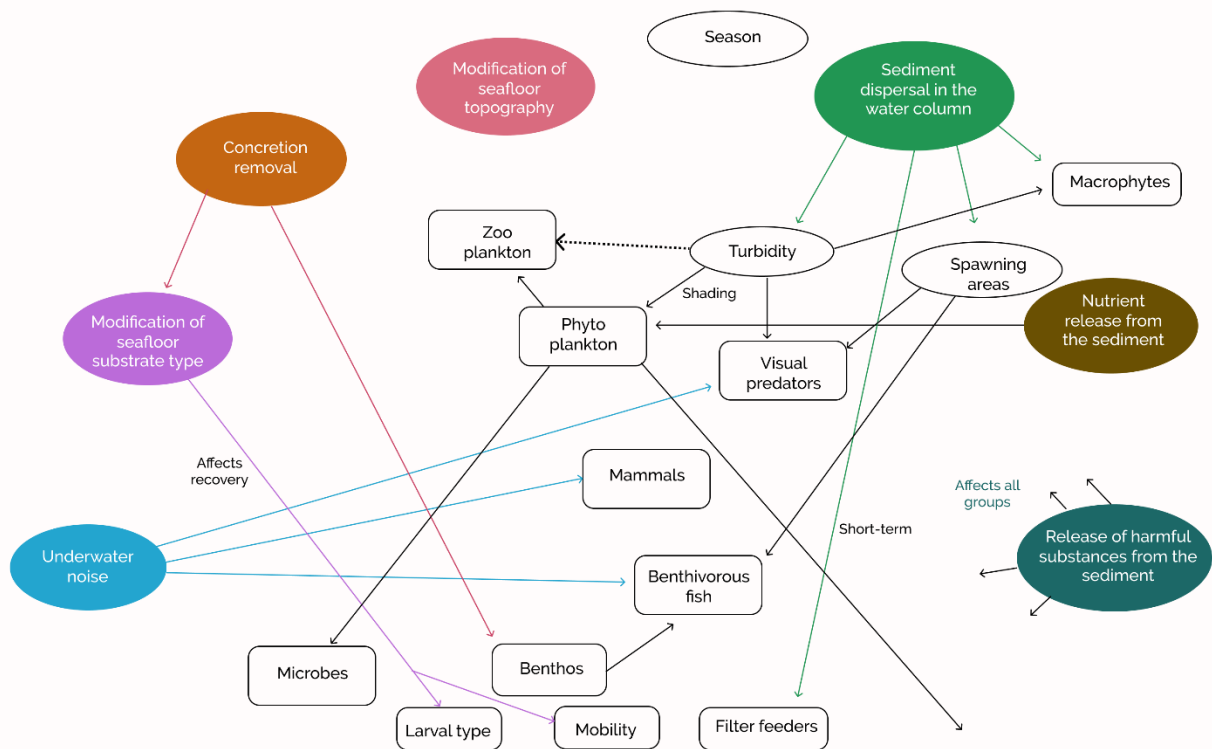 Season
Modification of
seafloor
topography
Sediment
dispersal in the
water column
Concretion
removal
Macrophytes
Zoo
plankton
Turbidity
Spawning
areas
Shading
Nutrient
release from
the sediment
Modification of
seafloor
substrate type
Phyto
plankton
Visual
predators
Affects
recovery
Mammals
Affects all
groups
Short-term
Release of harmful
substances from the
sediment
Underwater
noise
Benthivorous
fish
Microbes
Benthos
Larval type
Mobility
Filter feeders